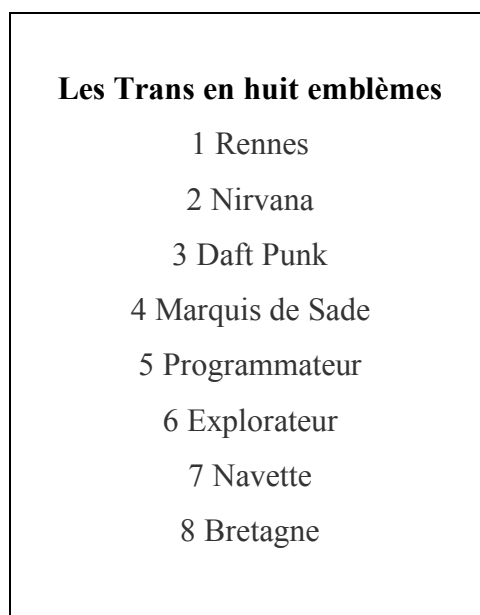 Les Trans en huit emblèmes
1 Rennes
2 Nirvana
3 Daft Punk
4 Marquis de Sade
5 Programmateur
6 Explorateur
7 Navette
8 Bretagne